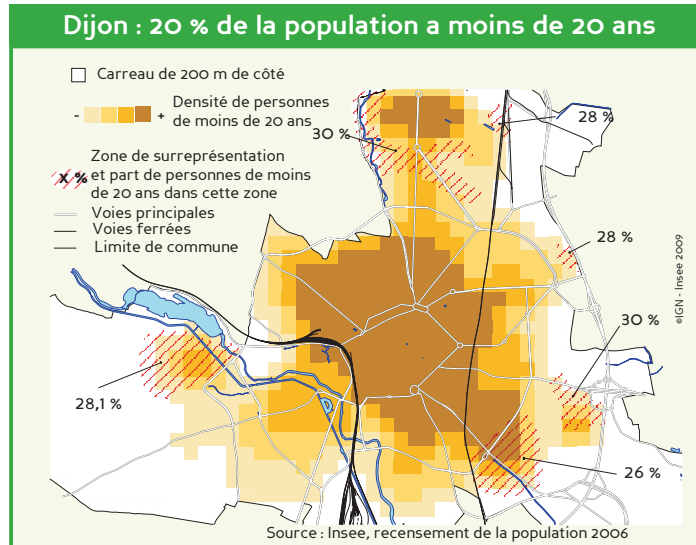 Dijon : 20 % de la population a moins de 20 ans
Carreau de 200 m de côté
- + Densité de personnes
de moins de 20 ans
Zone de surreprésentation
X % et part de personnes de moins
de 20 ans dans cette zone
Voies principales
Voies ferrées
Limite de commune
30 %
28 %
28 %
30 %
28,1 %
26 %
©IGN - Insee 2009
Source : Insee, recensement de la population 2006